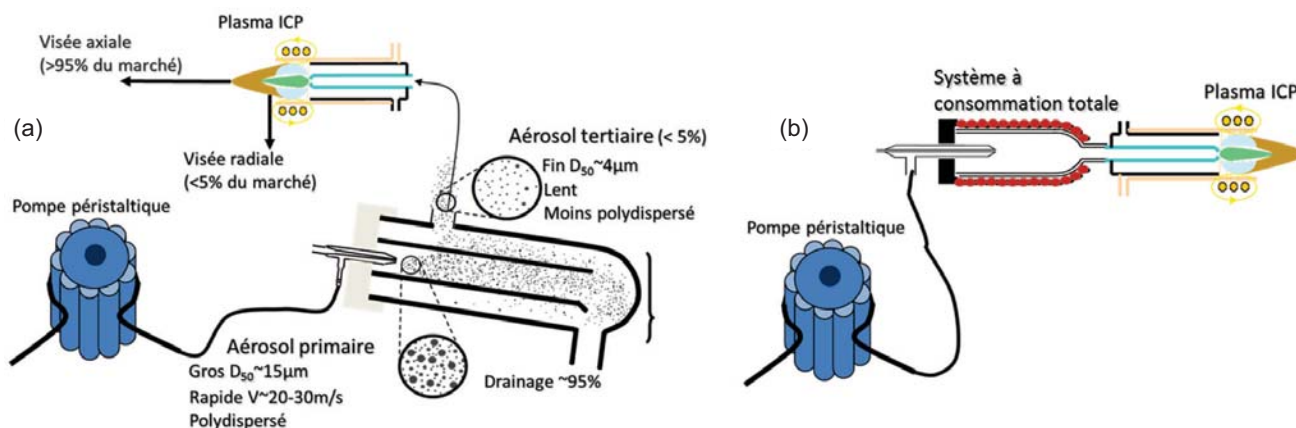 Plasma ICP
Visée axiale
(>95% du marché)
(a)
Visée radiale
(<5% du marché)
Aérosol tertiaire (< 5%)
Fin D₅₀~4µm
Lent
Moins polydispersé
Pompe péristaltique
Aérosol primaire
Gros D₅₀~15µm
Rapide V~20-30m/s
Polydispersé
Drainage ~95%
(b)
Système à
consommation totale
Plasma ICP
Pompe péristaltique